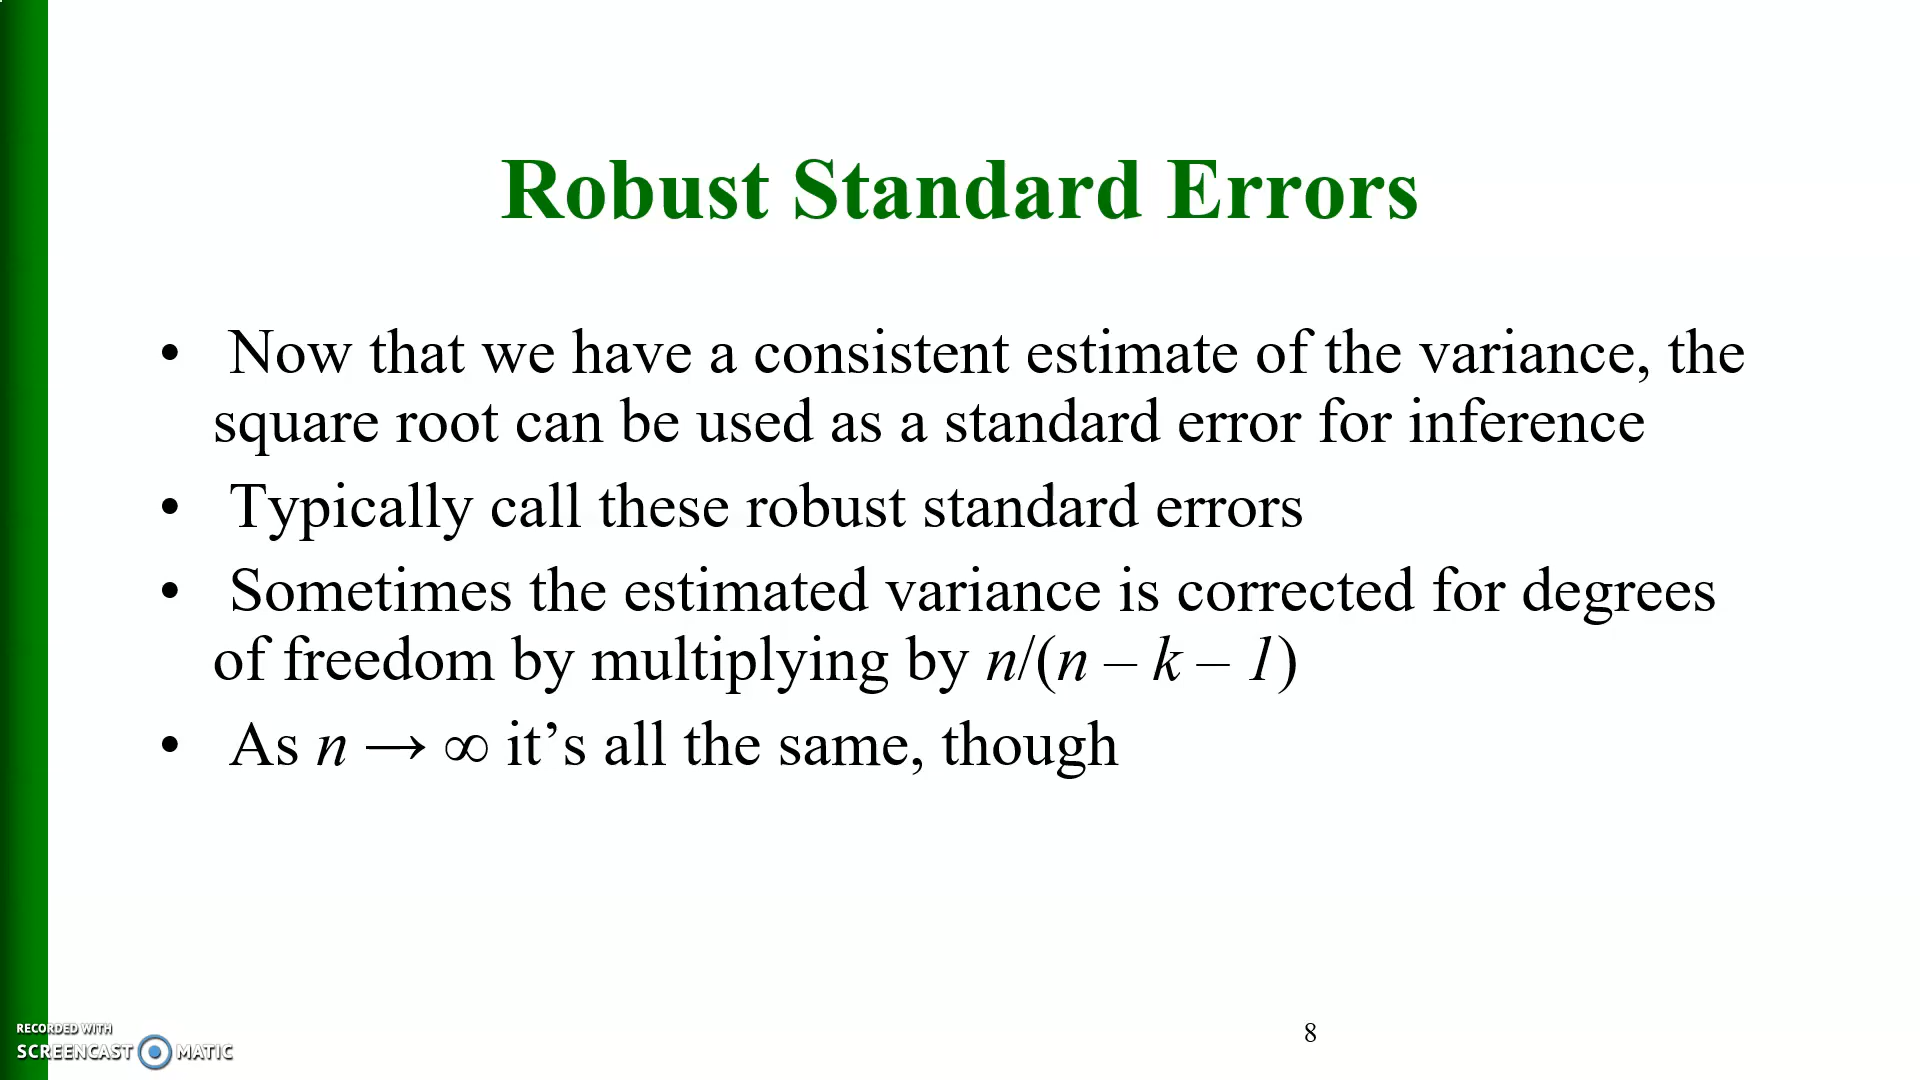 Robust Standard Errors
• Now that we have a consistent estimate of the variance, the
square root can be used as a standard error for inference
• Typically call these robust standard errors
• Sometimes the estimated variance is corrected for degrees
of freedom by multiplying by n/(n – k – 1)
• As n → ∞ it’s all the same, though
RECORDED WITH
SCREENCAST MATIC
8